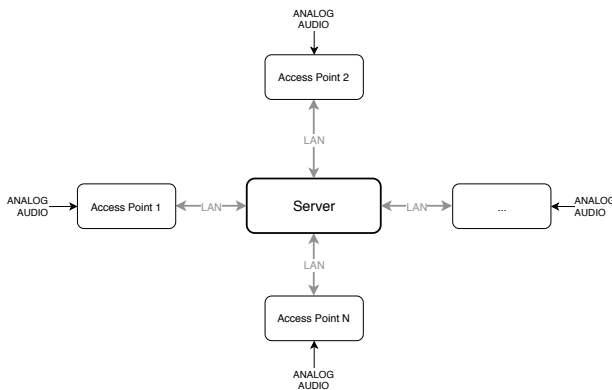 ANALOG
AUDIO
Access Point 2
LAN
ANALOG
AUDIO
Access Point 1
LAN
Server
LAN
...
ANALOG
AUDIO
LAN
Access Point N
ANALOG
AUDIO